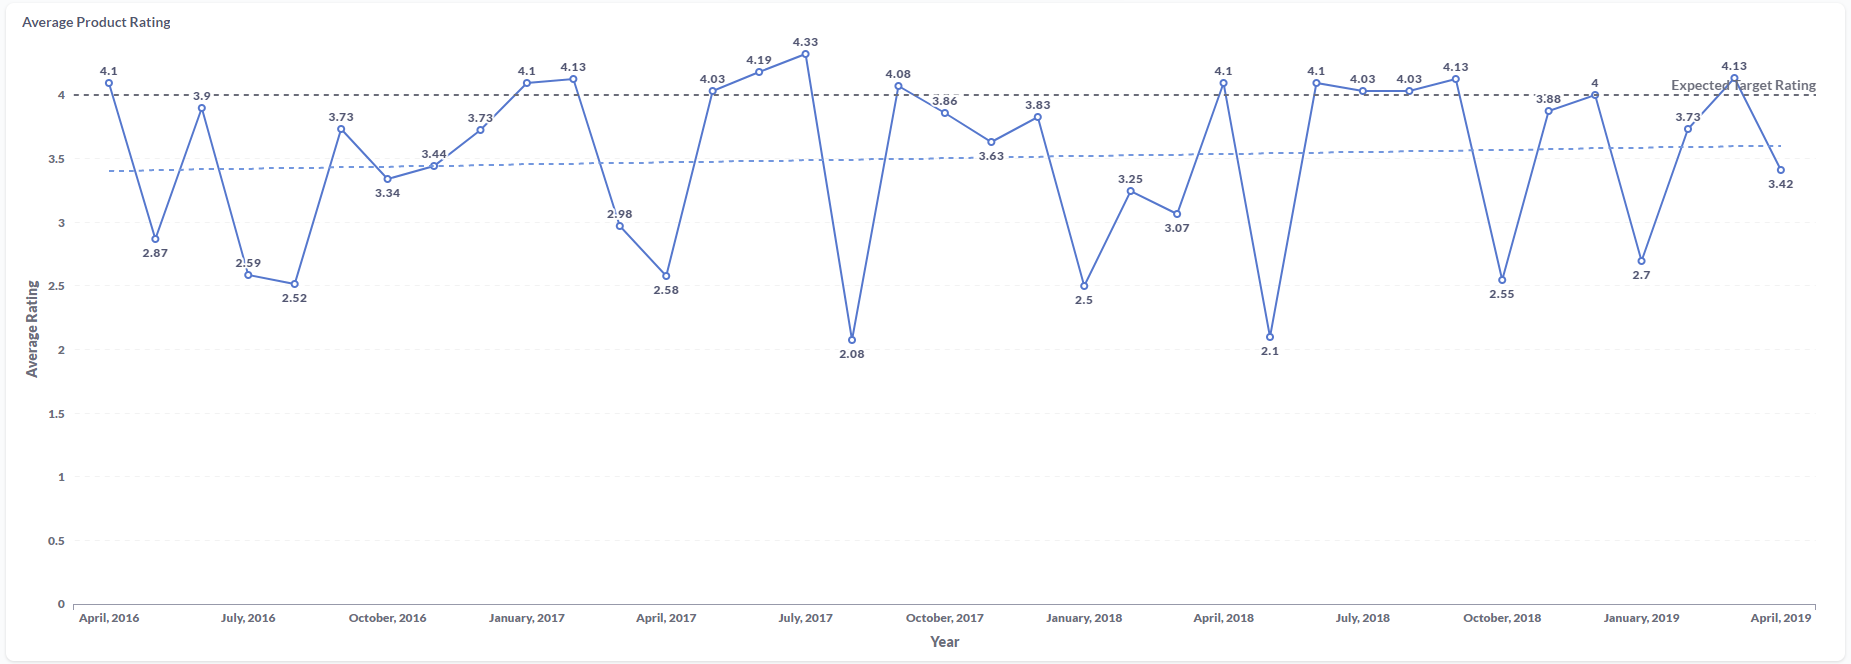 Average Product Rating
Average Rating
4
3.5
3
2.5
2
1.5
1
0.5
0
Expected Target Rating
4.1
2.87
3.9
2.59
2.52
3.73
3.34
3.44
3.73
4.1
4.13
2.98
2.58
4.03
4.19
4.33
2.08
4.08
3.86
3.63
3.83
2.5
3.25
3.07
4.1
2.1
4.1
4.03
4.03
4.13
2.55
3.88
4
2.7
3.73
4.13
3.42
April, 2016
July, 2016
October, 2016
January, 2017
April, 2017
July, 2017
October, 2017
January, 2018
April, 2018
July, 2018
October, 2018
January, 2019
April, 2019
Year